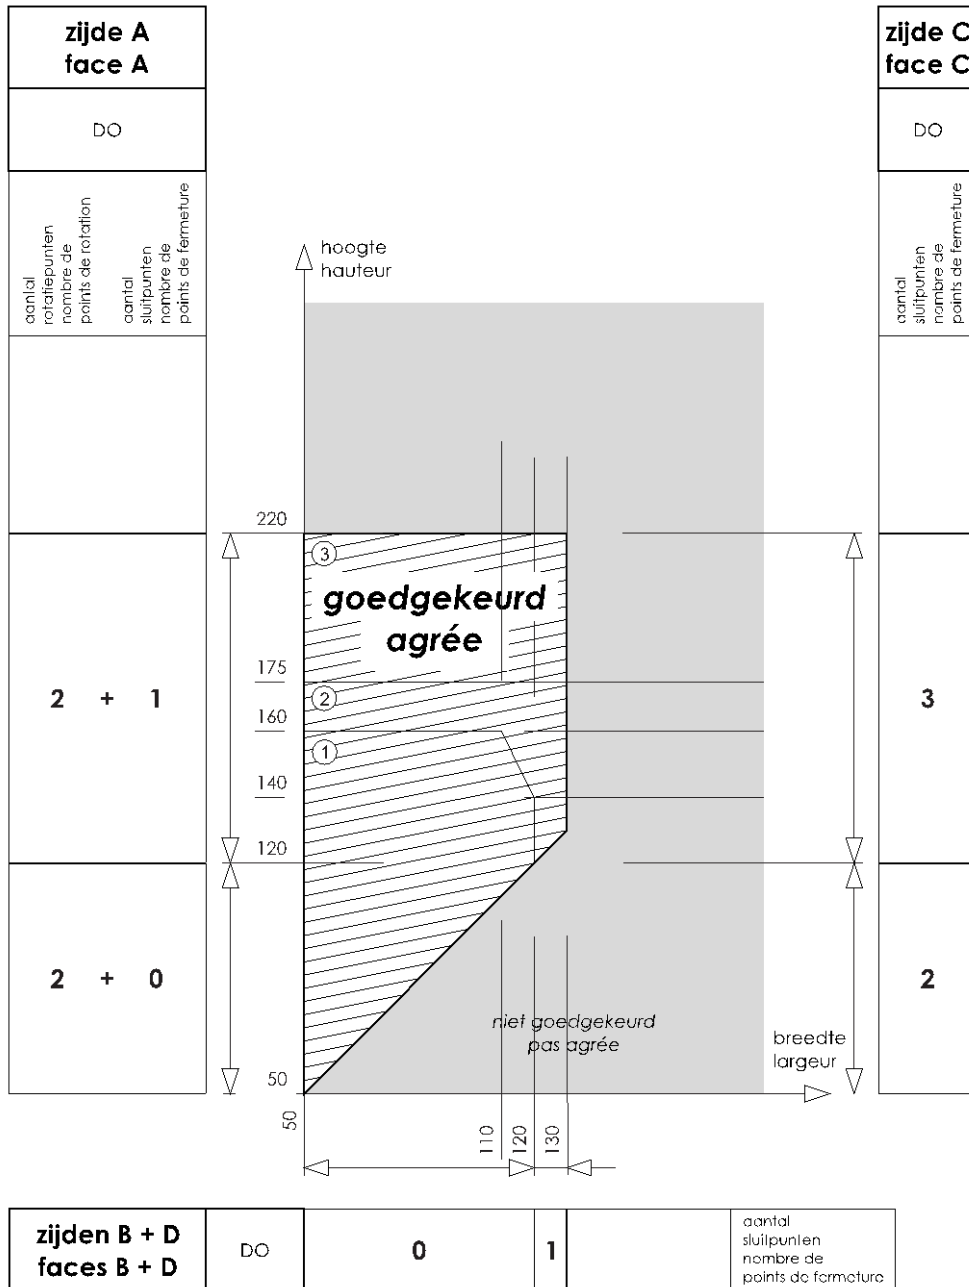 zijde A
face A
zijde C
face C
DO
DO
aantal
rotatiepunten
nombre de
points de rotation
aantal
sluitpunten
nombre de
points de fermeture
aantal
sluitpunten
nombre de
points de fermeture
hoogte
hauteur
220
3
goedgekeurd
agrée
175
2
160
1
140
120
2 + 1
3
2 + 0
2
niet goedgekeurd
pas agrée
breedte
largeur
50
50
110
120
130
zijden B + D
faces B + D
DO
0
1
aantal
sluitpunten
nombre de
points de fermeture